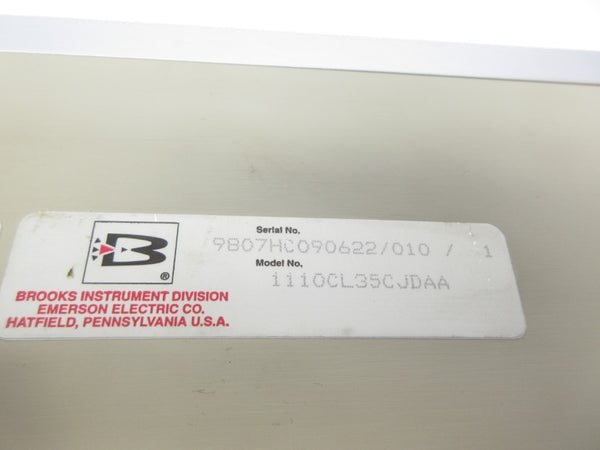 Serial No.
9807HC090622/010 / 1
Model No.
1110CL35CJDAA
B ®
BROOKS INSTRUMENT DIVISION
EMERSON ELECTRIC CO.
HATFIELD, PENNSYLVANIA U.S.A.